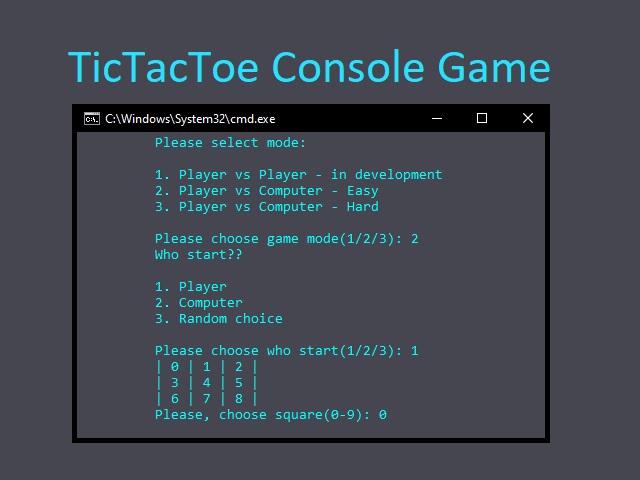 TicTacToe Console Game
C:\Windows\System32\cmd.exe
Please select mode:
1. Player vs Player - in development
2. Player vs Computer - Easy
3. Player vs Computer - Hard
Please choose game mode(1/2/3): 2
Who start??
1. Player
2. Computer
3. Random choice
Please choose who start(1/2/3): 1
| 0 | 1 | 2 |
| 3 | 4 | 5 |
| 6 | 7 | 8 |
Please, choose square(0-9): 0